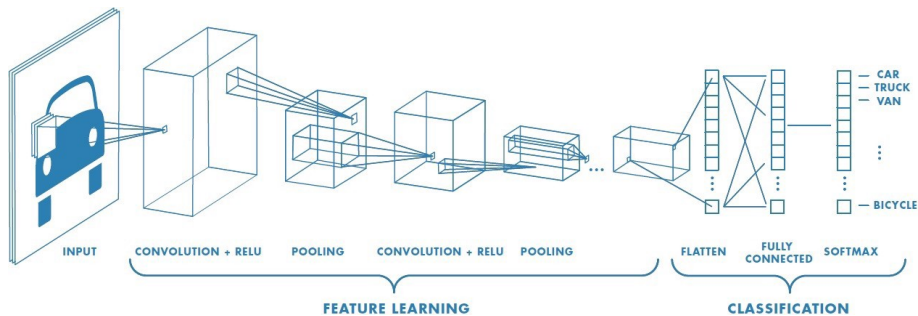 CAR
TRUCK
VAN
BICYCLE
INPUT
CONVOLUTION + RELU
POOLING
CONVOLUTION + RELU
POOLING
FLATTEN
FULLY
CONNECTED
SOFTMAX
FEATURE LEARNING
CLASSIFICATION